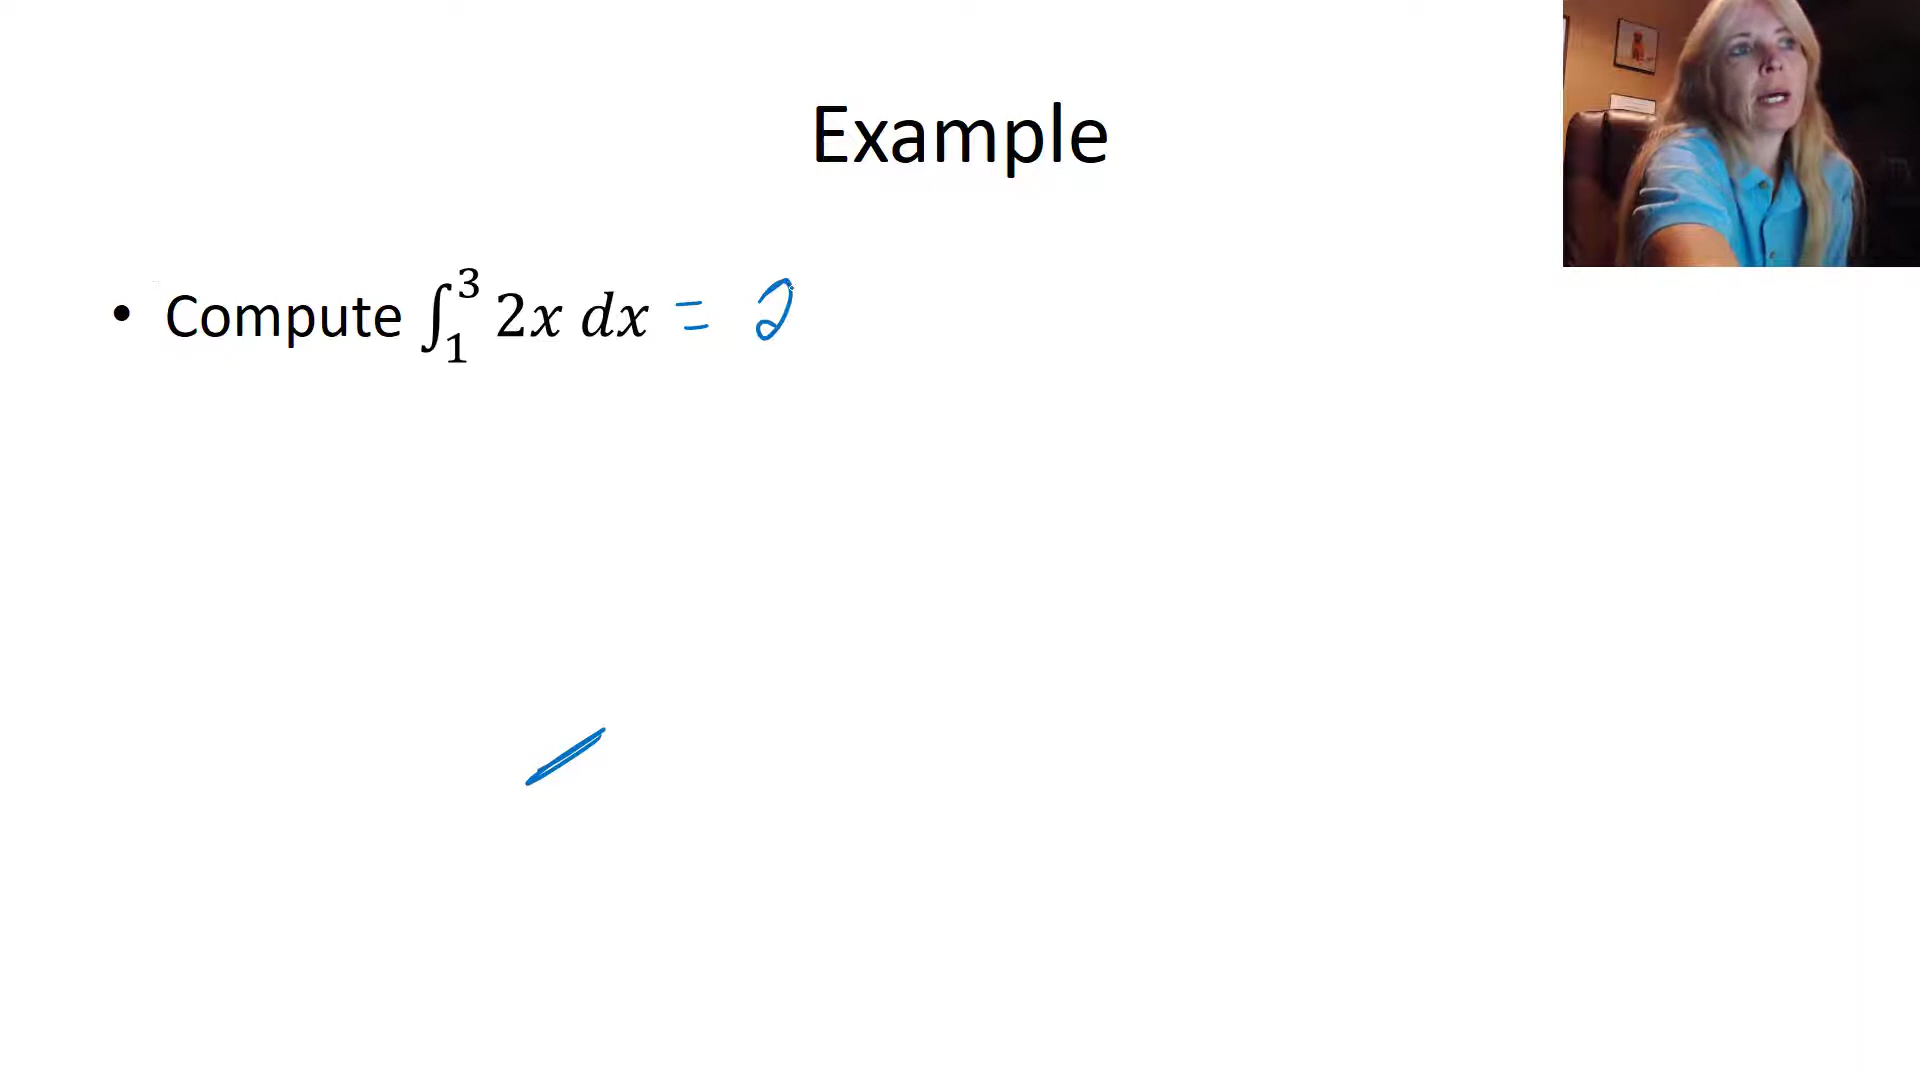 Example
• Compute ∫₁³ 2x dx = 2